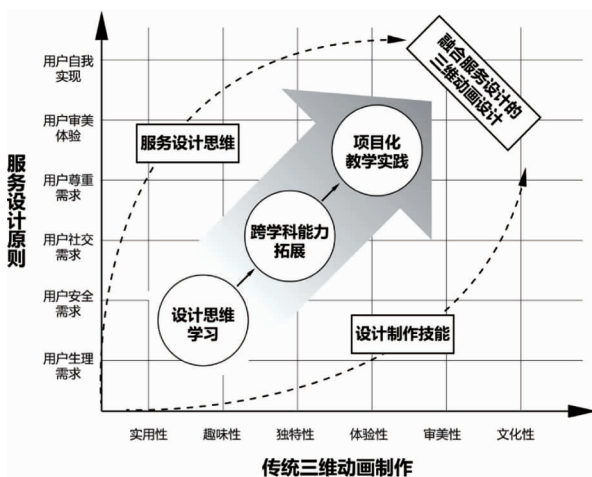 服务设计原则
用户自我
实现
用户审美
体验
用户尊重
需求
用户社交
需求
用户安全
需求
用户生理
需求
融合服务设计的
三维动画设计
服务设计思维
项目化
教学实践
跨学科能力
拓展
设计思维
学习
设计制作技能
实用性
趣味性
独特性
体验性
审美性
文化性
传统三维动画制作